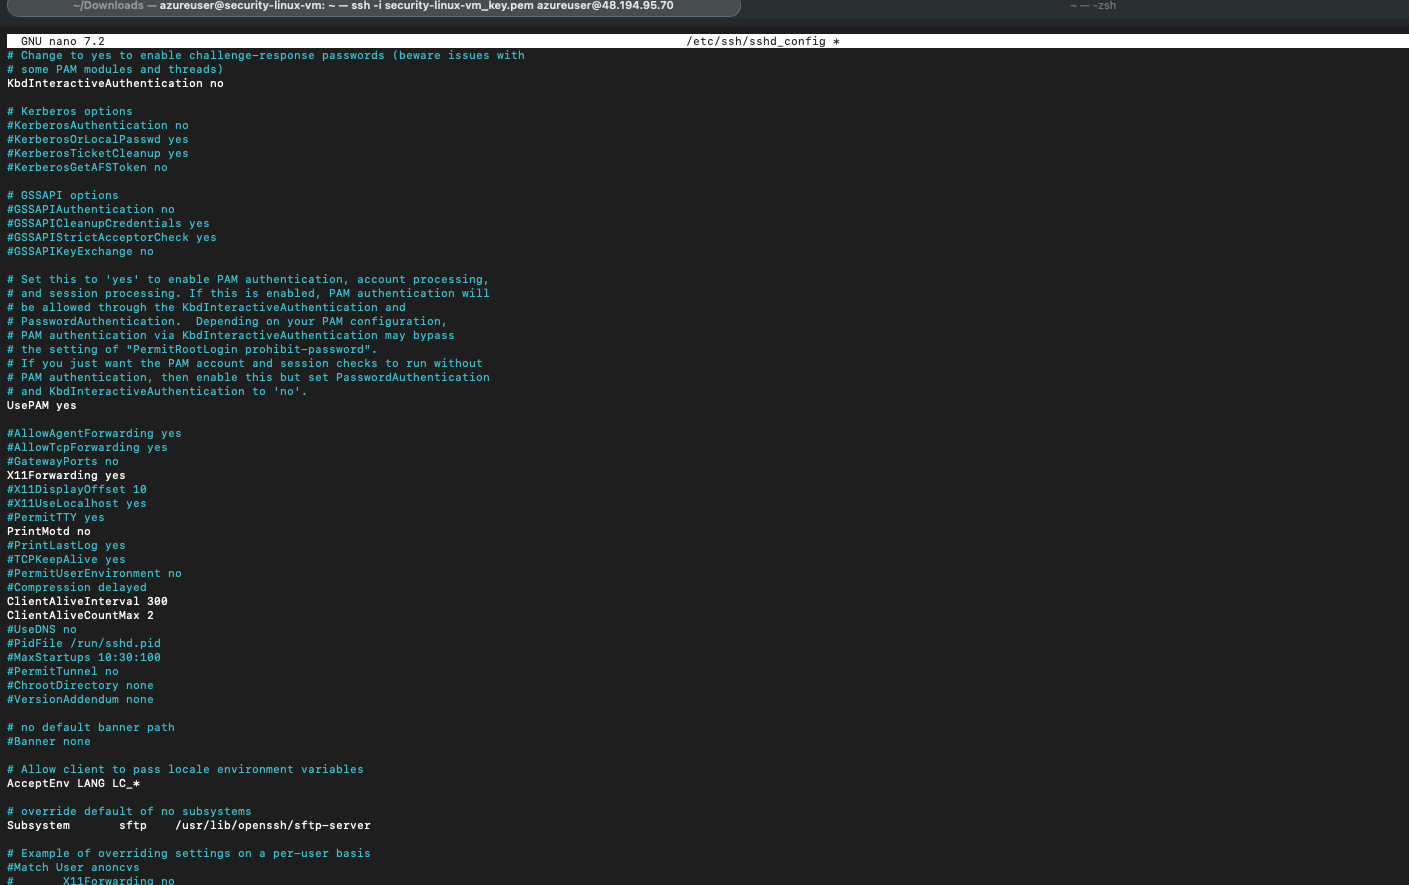 ~/Downloads — azureuser@security-linux-vm: ~ — ssh -i security-linux-vm_key.pem azureuser@48.194.95.70
~ — -zsh
GNU nano 7.2 /etc/ssh/sshd_config *
# Change to yes to enable challenge-response passwords (beware issues with
# some PAM modules and threads)
KbdInteractiveAuthentication no

# Kerberos options
#KerberosAuthentication no
#KerberosOrLocalPasswd yes
#KerberosTicketCleanup yes
#KerberosGetAFSToken no

# GSSAPI options
#GSSAPIAuthentication no
#GSSAPICleanupCredentials yes
#GSSAPIStrictAcceptorCheck yes
#GSSAPIKeyExchange no

# Set this to 'yes' to enable PAM authentication, account processing,
# and session processing. If this is enabled, PAM authentication will
# be allowed through the KbdInteractiveAuthentication and
# PasswordAuthentication.  Depending on your PAM configuration,
# PAM authentication via KbdInteractiveAuthentication may bypass
# the setting of "PermitRootLogin prohibit-password".
# If you just want the PAM account and session checks to run without
# PAM authentication, then enable this but set PasswordAuthentication
# and KbdInteractiveAuthentication to 'no'.
UsePAM yes

#AllowAgentForwarding yes
#AllowTcpForwarding yes
#GatewayPorts no
X11Forwarding yes
#X11DisplayOffset 10
#X11UseLocalhost yes
#PermitTTY yes
PrintMotd no
#PrintLastLog yes
#TCPKeepAlive yes
#PermitUserEnvironment no
#Compression delayed
ClientAliveInterval 300
ClientAliveCountMax 2
#UseDNS no
#PidFile /run/sshd.pid
#MaxStartups 10:30:100
#PermitTunnel no
#ChrootDirectory none
#VersionAddendum none

# no default banner path
#Banner none

# Allow client to pass locale environment variables
AcceptEnv LANG LC_*

# override default of no subsystems
Subsystem       sftp    /usr/lib/openssh/sftp-server

# Example of overriding settings on a per-user basis
#Match User anoncvs
#       X11Forwarding no